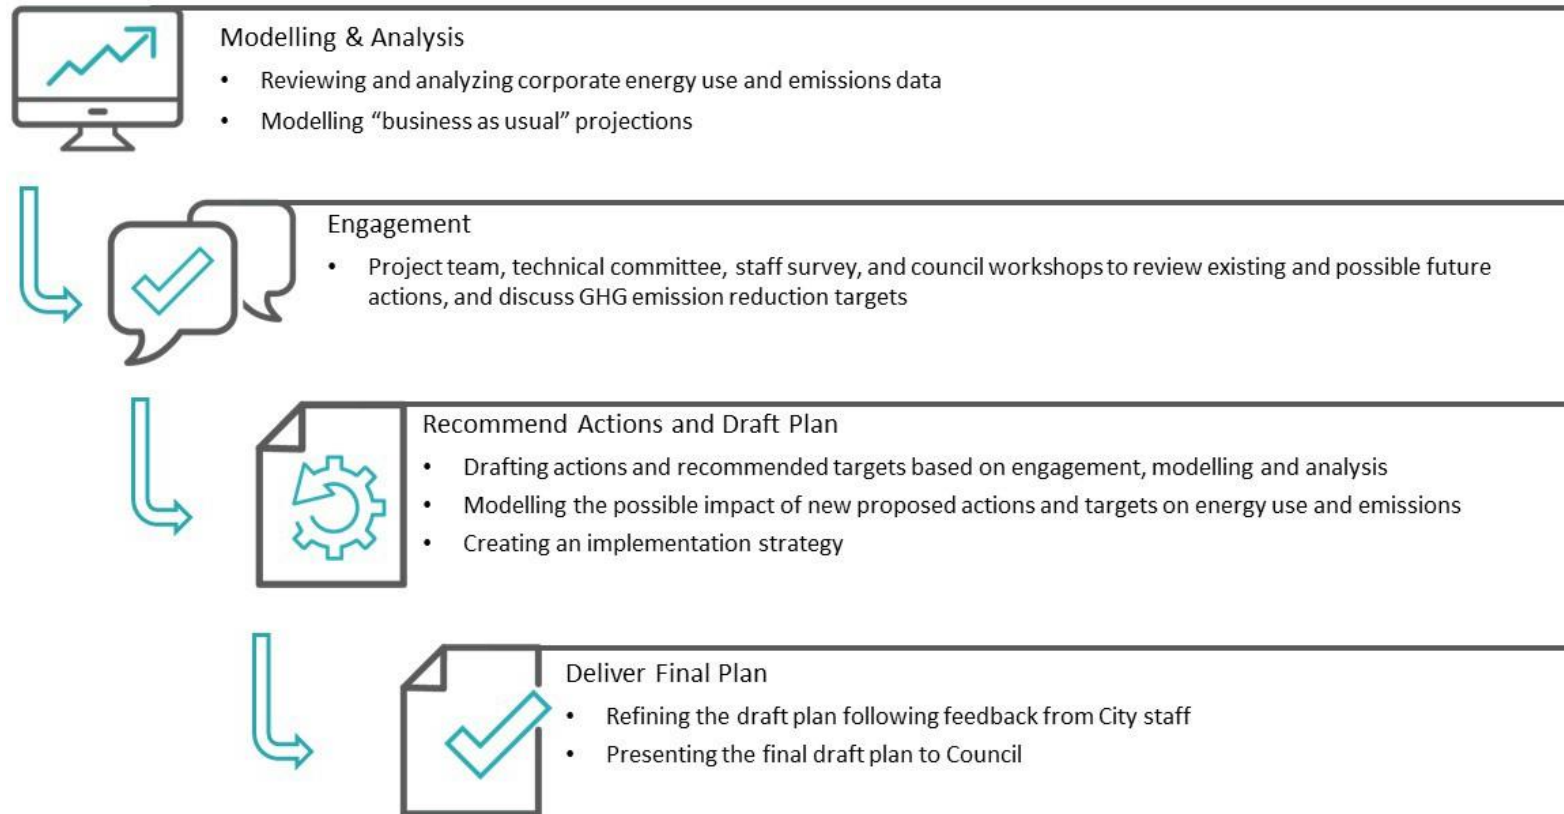 Modelling & Analysis
• Reviewing and analyzing corporate energy use and emissions data
• Modelling “business as usual” projections
Engagement
• Project team, technical committee, staff survey, and council workshops to review existing and possible future
actions, and discuss GHG emission reduction targets
Recommend Actions and Draft Plan
• Drafting actions and recommended targets based on engagement, modelling and analysis
• Modelling the possible impact of new proposed actions and targets on energy use and emissions
• Creating an implementation strategy
Deliver Final Plan
• Refining the draft plan following feedback from City staff
• Presenting the final draft plan to Council